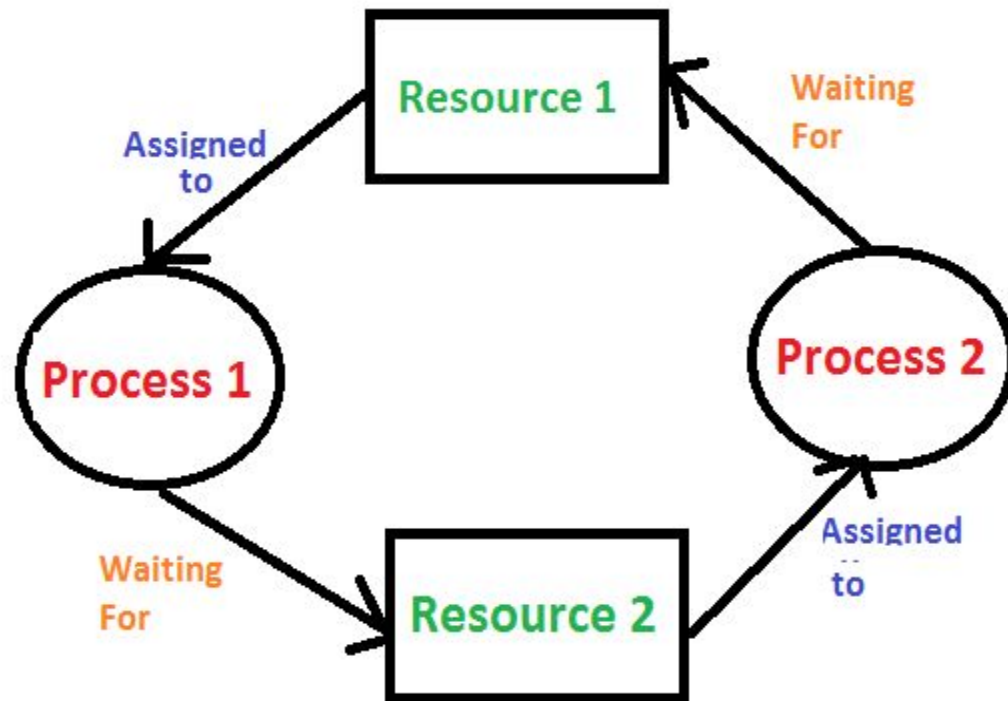 Resource 1
Waiting
For
Assigned
to
Process 1
Process 2
Waiting
For
Resource 2
Assigned
to